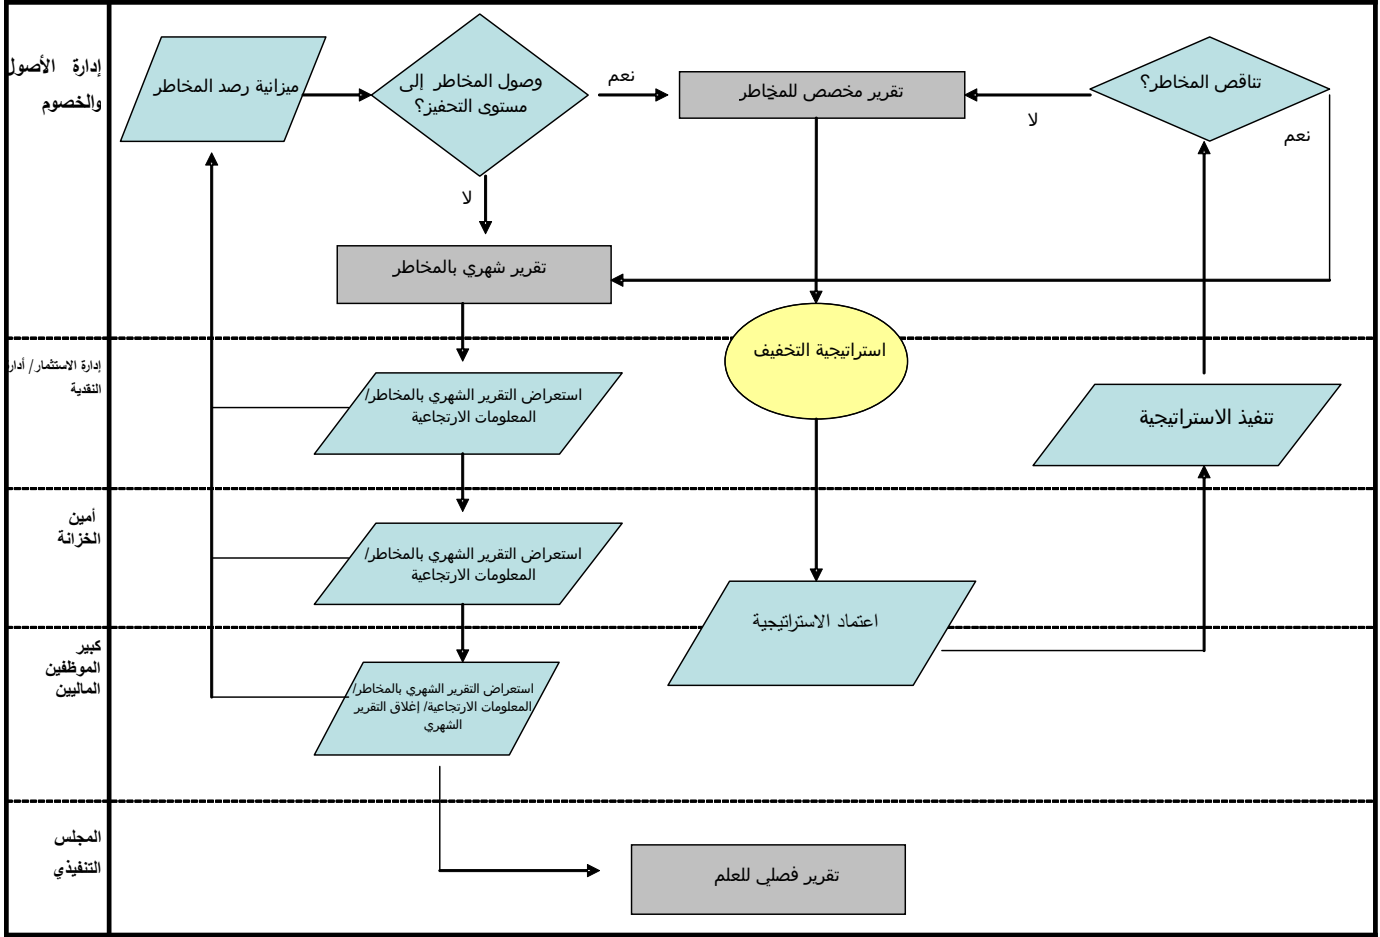 إدارة الأصول
والخصوم
ميزانية رصد المخاطر
وصول المخاطر إلى
مستوى التحفيز؟
نعم
تقرير مخصص للمخاطر
تناقص المخاطر؟
لا
نعم
لا
تقرير شهري بالمخاطر
استراتيجية التخفيف
إدارة الاستثمار/ أدار
النقدية
استعراض التقرير الشهري بالمخاطر/
المعلومات الارتجاعية
تنفيذ الاستراتيجية
أمين
الخزانة
استعراض التقرير الشهري بالمخاطر/
المعلومات الارتجاعية
اعتماد الاستراتيجية
كبير
الموظفين
الماليين
استعراض التقرير الشهري بالمخاطر/
المعلومات الارتجاعية/ إغلاق التقرير
الشهري
المجلس
التنفيذي
تقرير فصلي للعلم